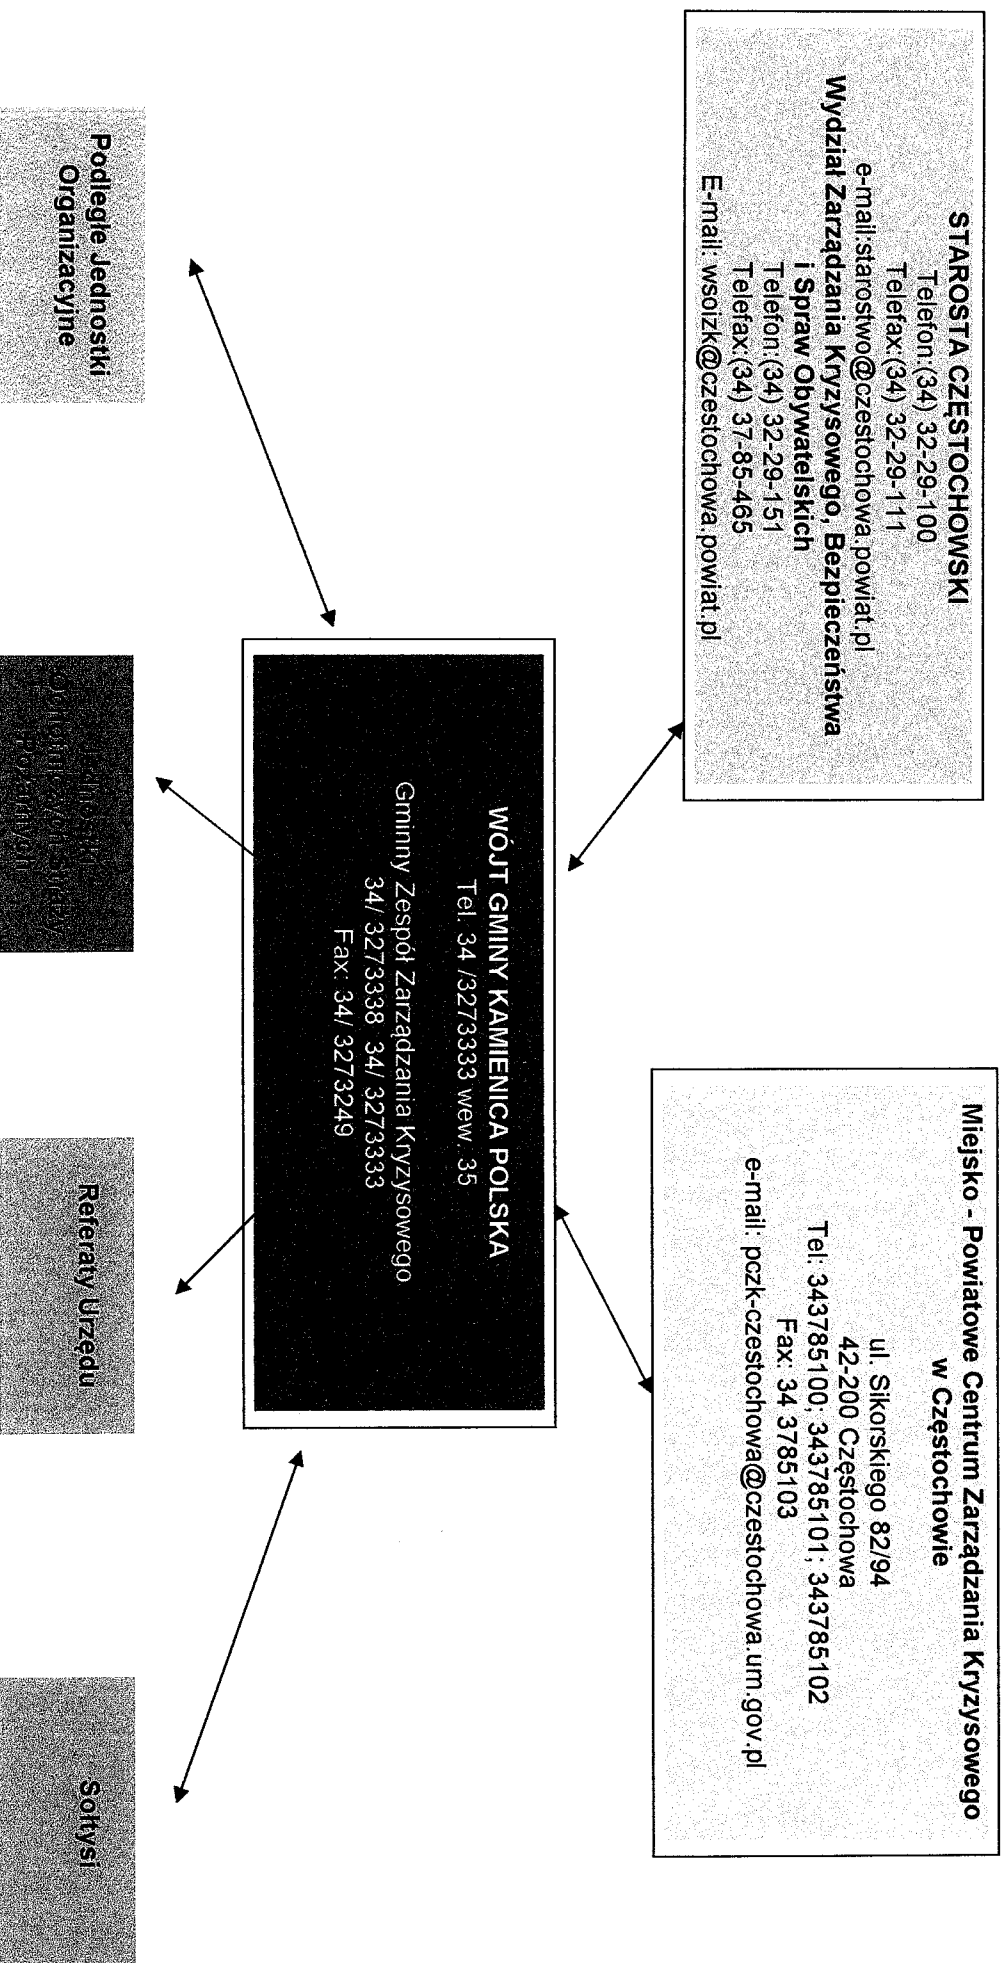 STAROSTA CZĘSTOCHOWSKI
Telefon:(34) 32-29-100
Telefax:(34) 32-29-111
e-mail:starostwo@czestochowa.powiat.pl
Wydział Zarządzania Kryzysowego, Bezpieczeństwa
i Spraw Obywatelskich
Telefon:(34) 32-29-151
Telefax:(34) 37-85-465
E-mail: wsoizk@czestochowa.powiat.pl
Miejsko - Powiatowe Centrum Zarządzania Kryzysowego
w Częstochowie
ul. Sikorskiego 82/94
42-200 Częstochowa
Tel: 343785100; 343785101; 343785102
Fax: 34 3785103
e-mail: pczk-czestochowa@czestochowa.um.gov.pl
WÓJT GMINY KAMIENICA POLSKA
Tel. 34 /3273333 wew. 35
Gminny Zespół Zarządzania Kryzysowego
34/ 3273338 34/ 3273333
Fax: 34/ 3273249
Podległe Jednostki
Organizacyjne
Jednostki
Ochotniczych Straży
Pożarnych
Referaty Urzędu
Sołtysi